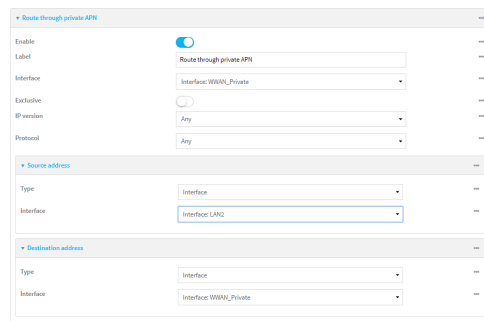 Route through private APN
Enable
Label Route through private APN
Interface Interface: WWAN_Private
Exclusive
IP version Any
Protocol Any
Source address
Type Interface
Interface Interface: LAN2
Destination address
Type Interface
Interface Interface: WWAN_Private